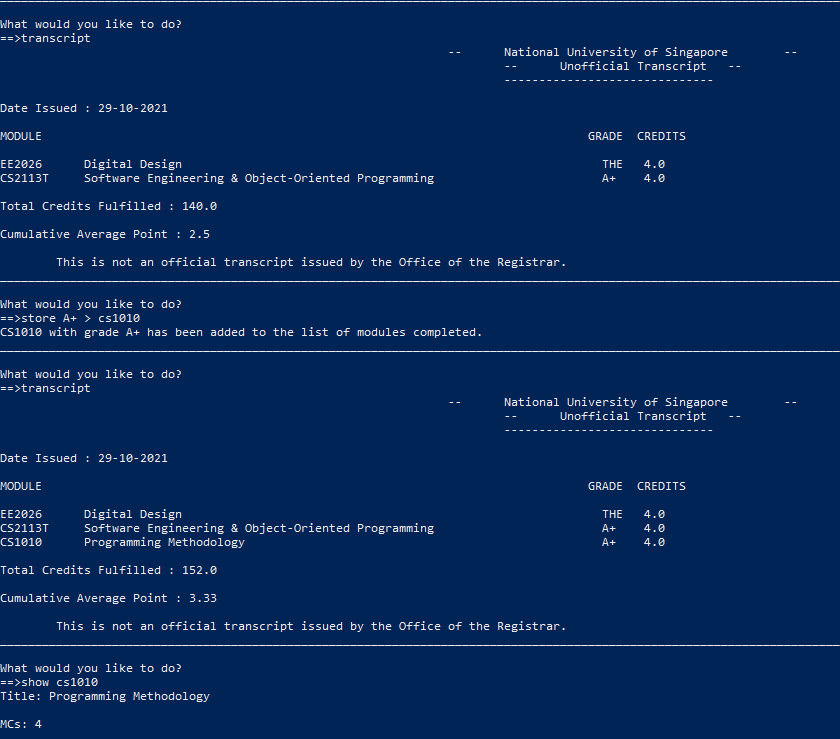 What would you like to do?
==>transcript
-- National University of Singapore --
-- Unofficial Transcript --
------------------------------
Date Issued : 29-10-2021
MODULE GRADE CREDITS
EE2026 Digital Design THE 4.0
CS2113T Software Engineering & Object-Oriented Programming A+ 4.0
Total Credits Fulfilled : 140.0
Cumulative Average Point : 2.5
This is not an official transcript issued by the Office of the Registrar.
What would you like to do?
==>store A+ > cs1010
CS1010 with grade A+ has been added to the list of modules completed.
What would you like to do?
==>transcript
-- National University of Singapore --
-- Unofficial Transcript --
------------------------------
Date Issued : 29-10-2021
MODULE GRADE CREDITS
EE2026 Digital Design THE 4.0
CS2113T Software Engineering & Object-Oriented Programming A+ 4.0
CS1010 Programming Methodology A+ 4.0
Total Credits Fulfilled : 152.0
Cumulative Average Point : 3.33
This is not an official transcript issued by the Office of the Registrar.
What would you like to do?
==>show cs1010
Title: Programming Methodology
MCs: 4